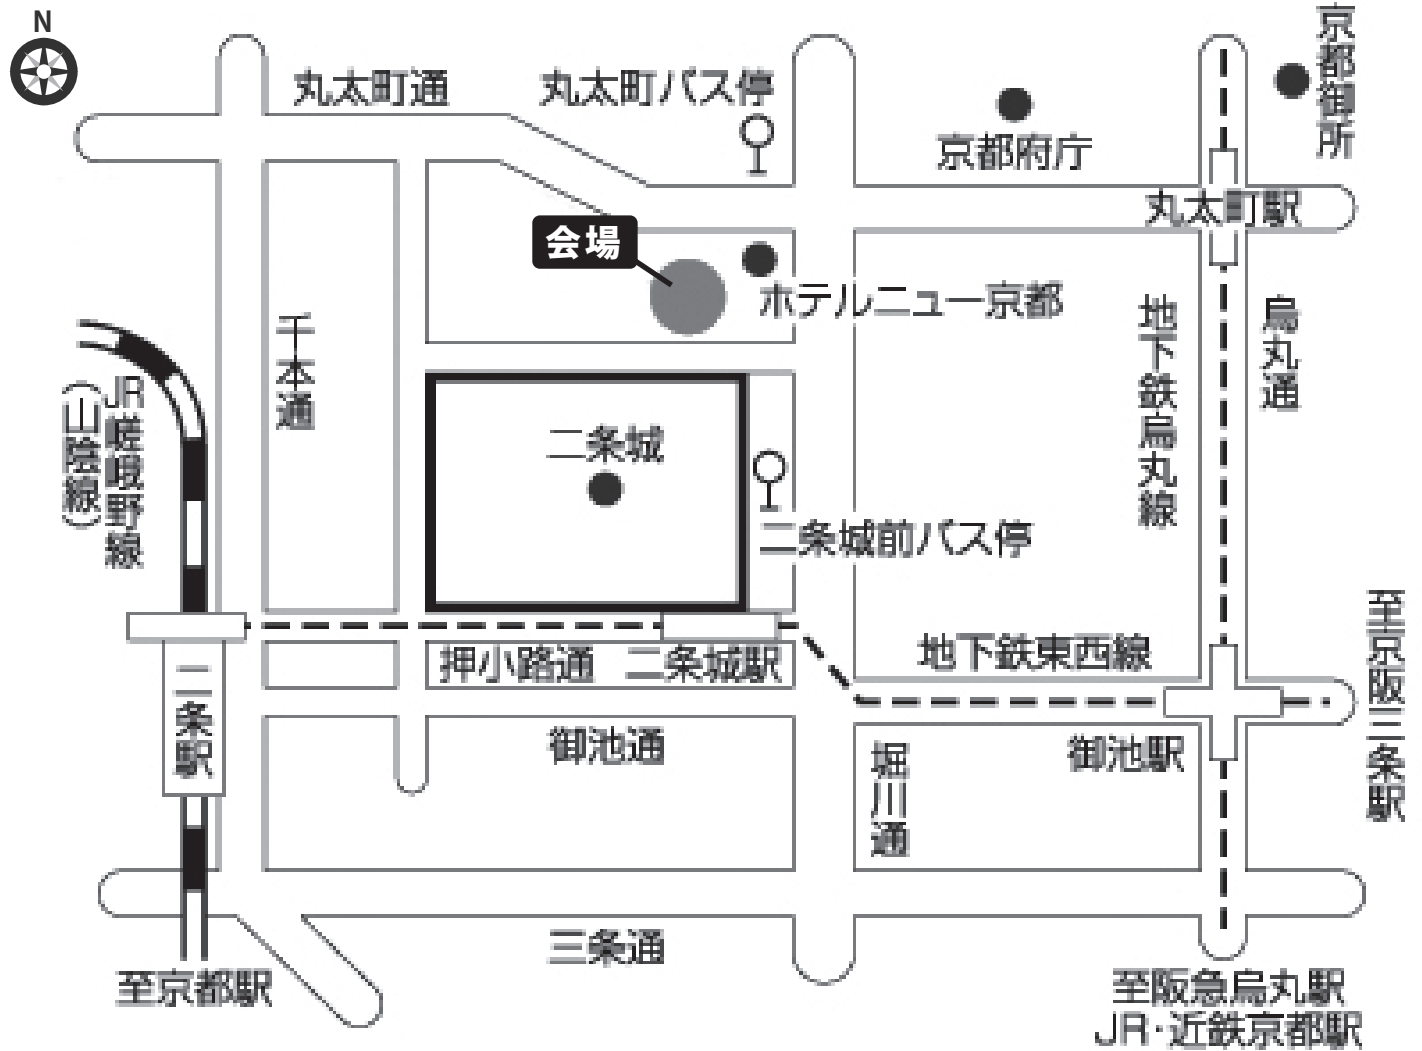 N
丸太町通
丸太町バス停
京都御所
京都府庁
丸太町駅
会場
ホテルニュー京都
千本通
地下鉄烏丸線
烏丸通
JR嵯峨野線
(山陰線)
二条城
二条城前バス停
押小路通
二条城駅
地下鉄東西線
至京阪三条駅
二条駅
御池通
堀川通
御池駅
三条通
至京都駅
至阪急烏丸駅
JR・近鉄京都駅